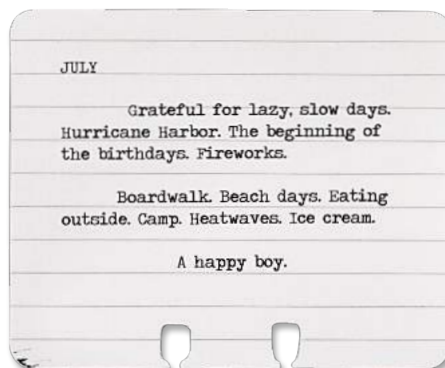 JULY
Grateful for lazy, slow days.
Hurricane Harbor. The beginning of
the birthdays. Fireworks.
Boardwalk. Beach days. Eating
outside. Camp. Heatwaves. Ice cream.
A happy boy.